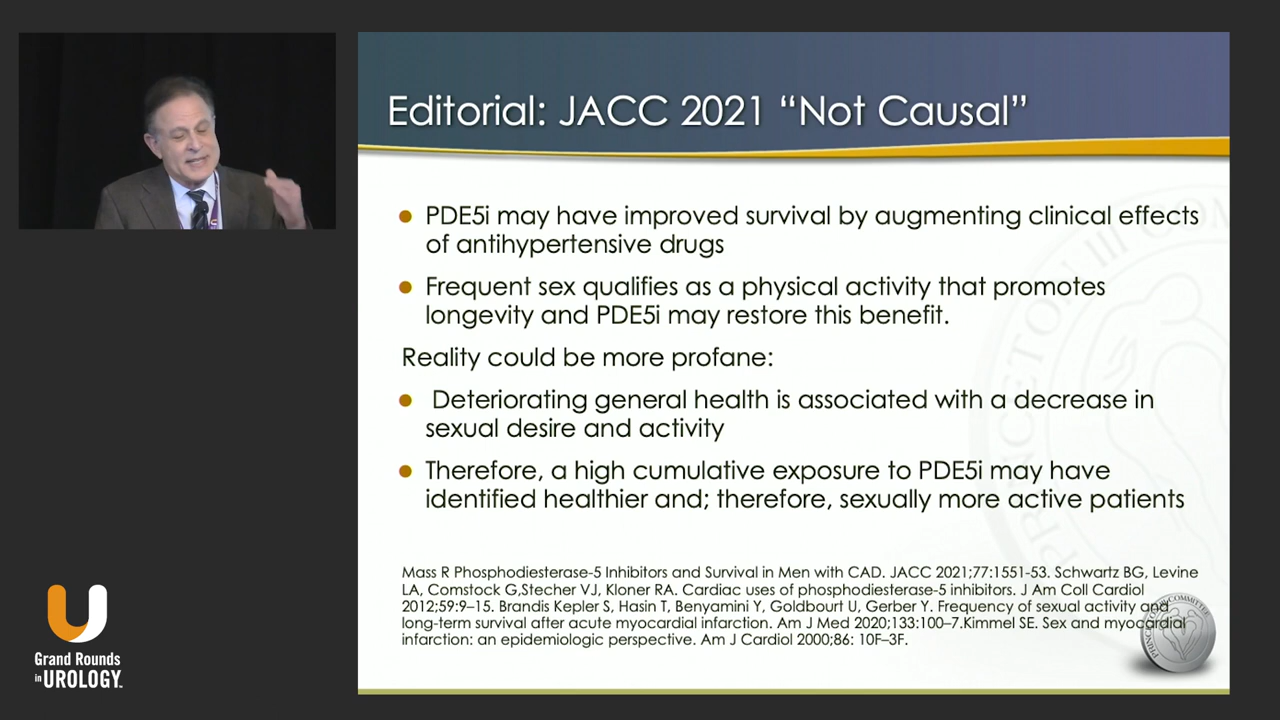 Editorial: JACC 2021 “Not Causal”
PDE5i may have improved survival by augmenting clinical effects
of antihypertensive drugs
Frequent sex qualifies as a physical activity that promotes
longevity and PDE5i may restore this benefit.
Reality could be more profane:
Deteriorating general health is associated with a decrease in
sexual desire and activity
Therefore, a high cumulative exposure to PDE5i may have
identified healthier and; therefore, sexually more active patients
Mass R Phosphodiesterase-5 Inhibitors and Survival in Men with CAD. JACC 2021;77:1551-53. Schwartz BG, Levine
LA, Comstock G,Stecher VJ, Kloner RA. Cardiac uses of phosphodiesterase-5 inhibitors. J Am Coll Cardiol
2012;59:9–15. Brandis Kepler S, Hasin T, Benyamini Y, Goldbourt U, Gerber Y. Frequency of sexual activity and
long-term survival after acute myocardial infarction. Am J Med 2020;133:100–7.Kimmel SE. Sex and myocardial
infarction: an epidemiologic perspective. Am J Cardiol 2000;86: 10F–3F.
PRINCETON III COM
Grand Rounds
in UROLOGY